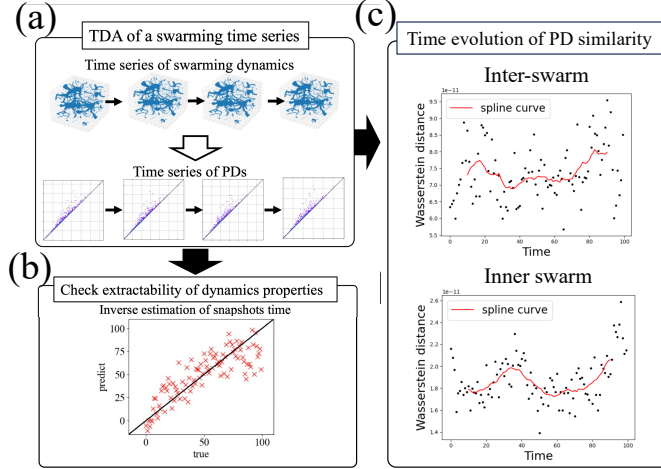 (a)
TDA of a swarming time series
Time series of swarming dynamics
Time series of PDs
(b)
Check extractability of dynamics properties
Inverse estimation of snapshots time
100
75
50
25
0
predict
0
50
100
true
(c)
Time evolution of PD similarity
Inter-swarm
1e−11
spline curve
9.5
9.0
8.5
8.0
7.5
7.0
6.5
6.0
5.5
Wasserstein distance
0
20
40
60
80
100
Time
Inner swarm
1e−11
spline curve
2.6
2.4
2.2
2.0
1.8
1.6
1.4
Wasserstein distance
0
20
40
60
80
100
Time